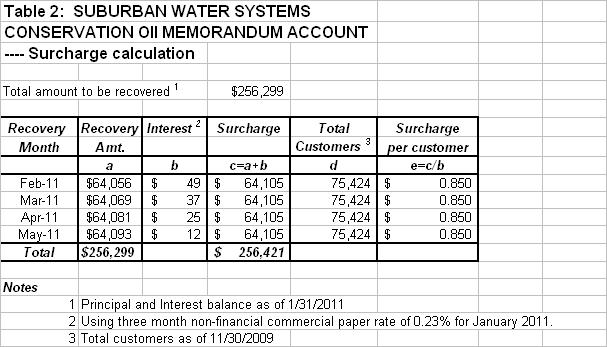 Table 2:  SUBURBAN WATER SYSTEMS
CONSERVATION OII MEMORANDUM ACCOUNT
---- Surcharge calculation
Total amount to be recovered 1 $256,299
Recovery Recovery Interest 2 Surcharge Total Surcharge
Month Amt. Customers 3 per customer
a b c=a+b d e=c/b
Feb-11 $64,056 $ 49 $ 64,105 75,424 $ 0.850
Mar-11 $64,069 $ 37 $ 64,105 75,424 $ 0.850
Apr-11 $64,081 $ 25 $ 64,105 75,424 $ 0.850
May-11 $64,093 $ 12 $ 64,105 75,424 $ 0.850
Total $256,299 $ 256,421
Notes
1 Principal and Interest balance as of 1/31/2011
2 Using three month non-financial commercial paper rate of 0.23% for January 2011.
3 Total customers as of 11/30/2009